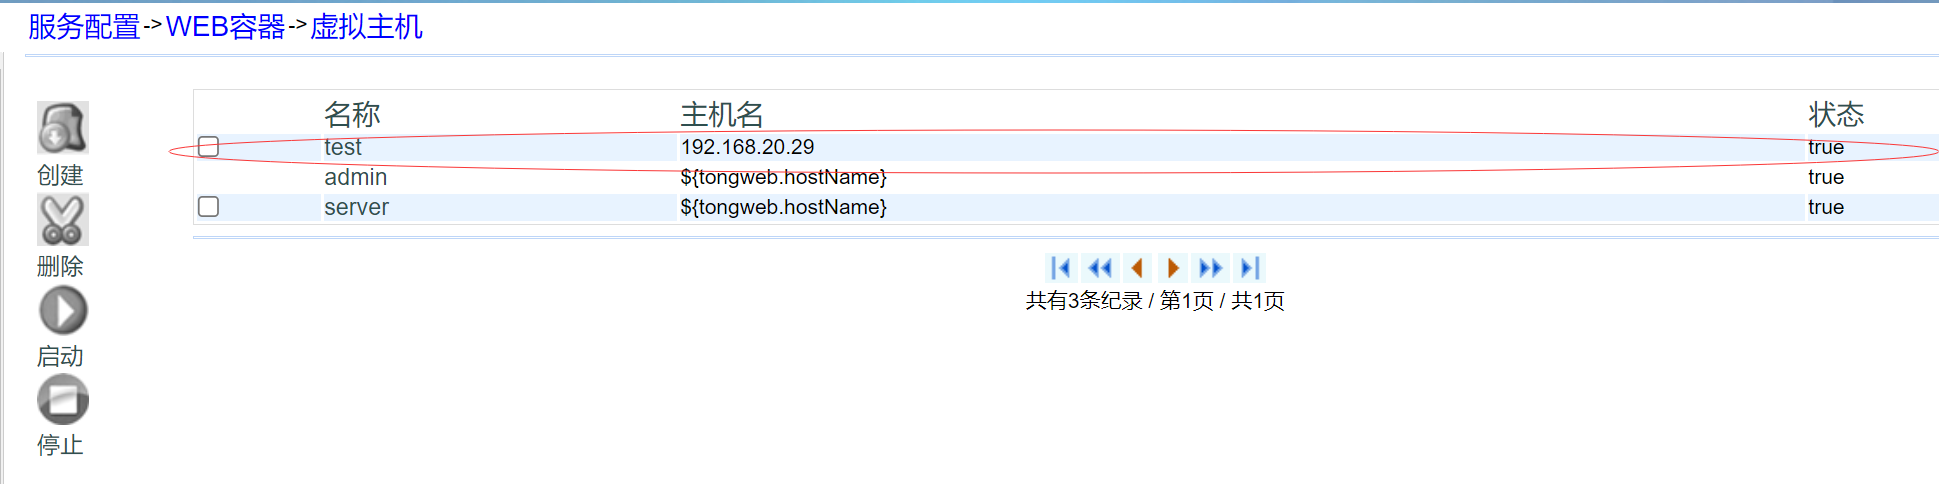 服务配置->WEB容器->虚拟主机
名称 主机名 状态
test 192.168.20.29 true
admin ${tongweb.hostName} true
server ${tongweb.hostName} true
创建
删除
启动
停止
共有3条纪录 / 第1页 / 共1页